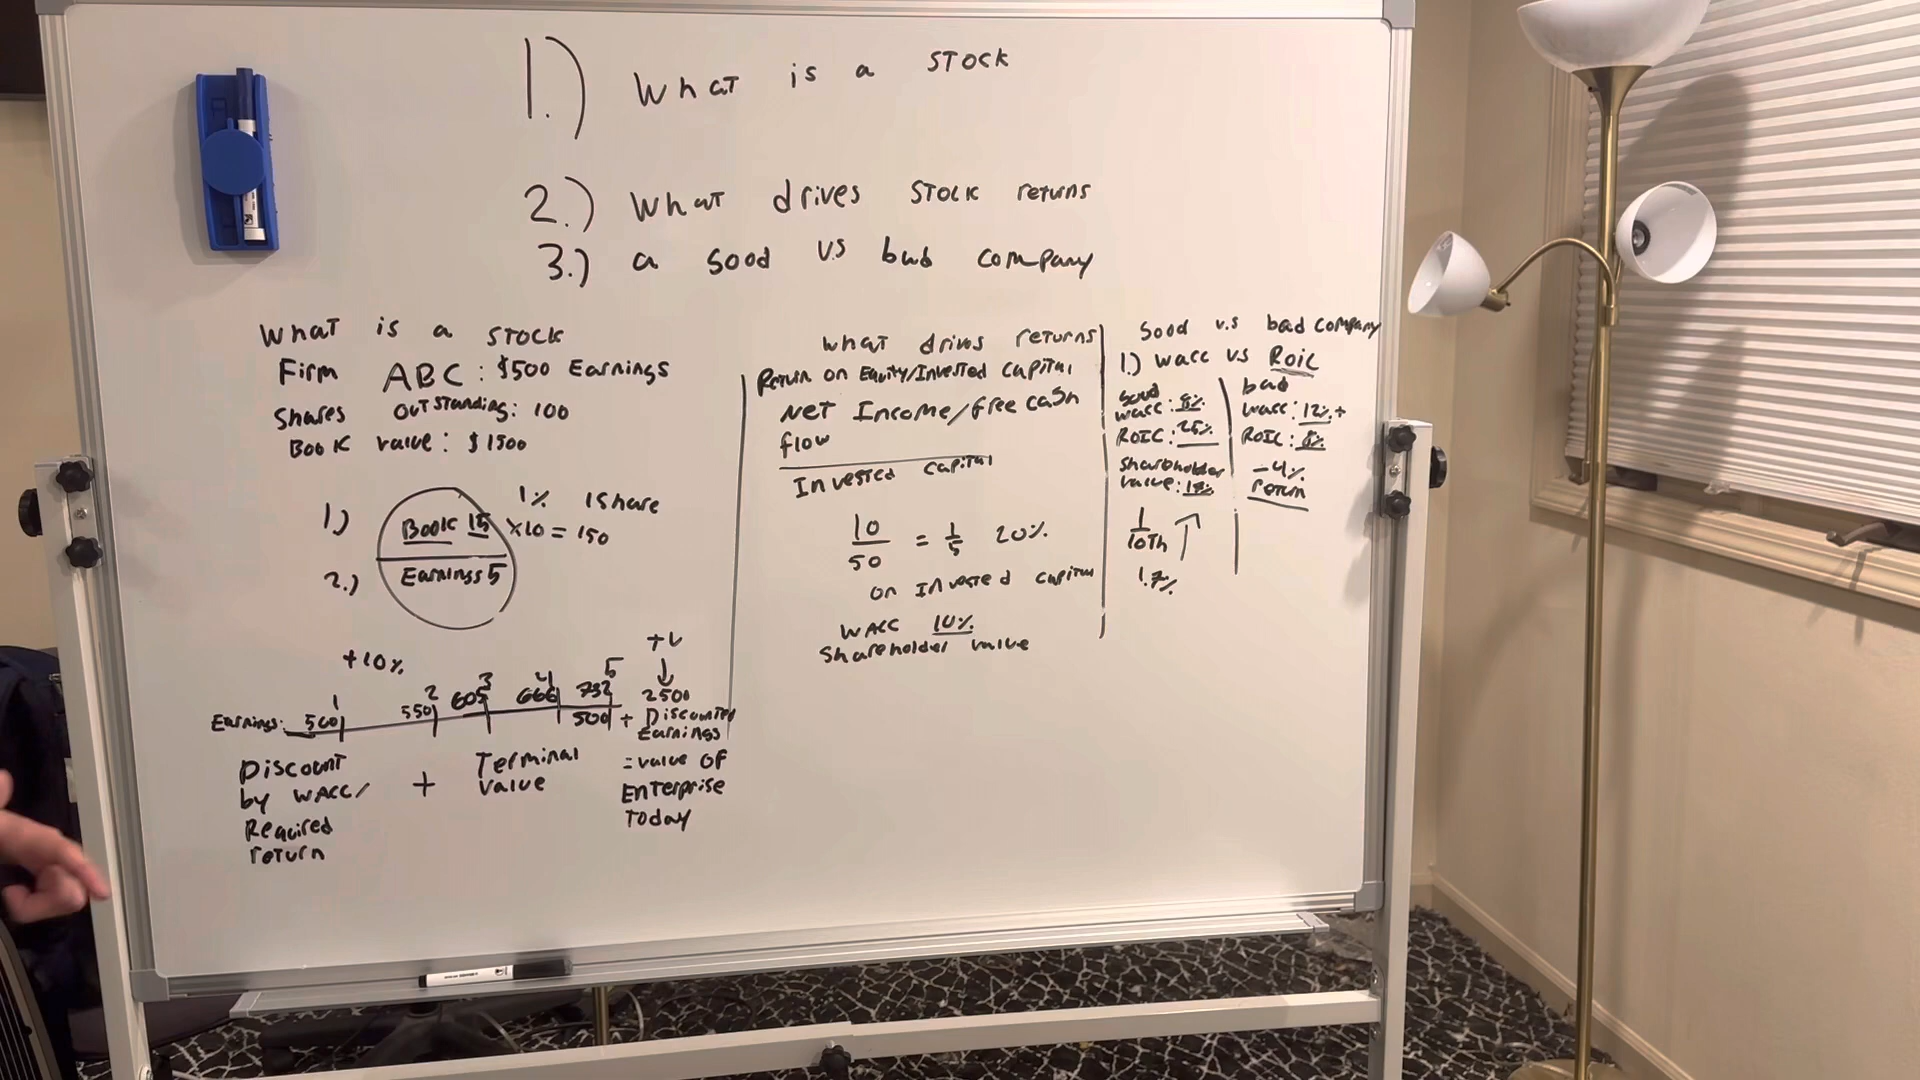 1.) What is a STOCK
2.) What drives STOCK returns
3.) a good vs bad company
What is a STOCK
Firm ABC: $500 Earnings
Shares OUTSTanding: 100
Book value: $1500
1% 1 Share
1) Book 15 x10 = 150
2.) Earnings 5
+10%
1 2 3 4 5
Earnings: 500 550 605 666 732 2500
500 + Discounted Earnings
Discount by WACC/ Required return
+
Terminal Value
= value OF Enterprise Today
What drives returns
Return on Equity/Invested Capital
Net Income/free cash flow
Invested Capital
10
50
= 1/5 20%
on Invested capital
WACC 10%
Shareholder value
Good v.s bad company
1.) wacc vs ROIC
good
wacc: 8%
ROIC: 25%
Shareholder value: 17%
1
10Th
1.7%
bad
wacc: 12% +
ROIC: 8%
-4%
return